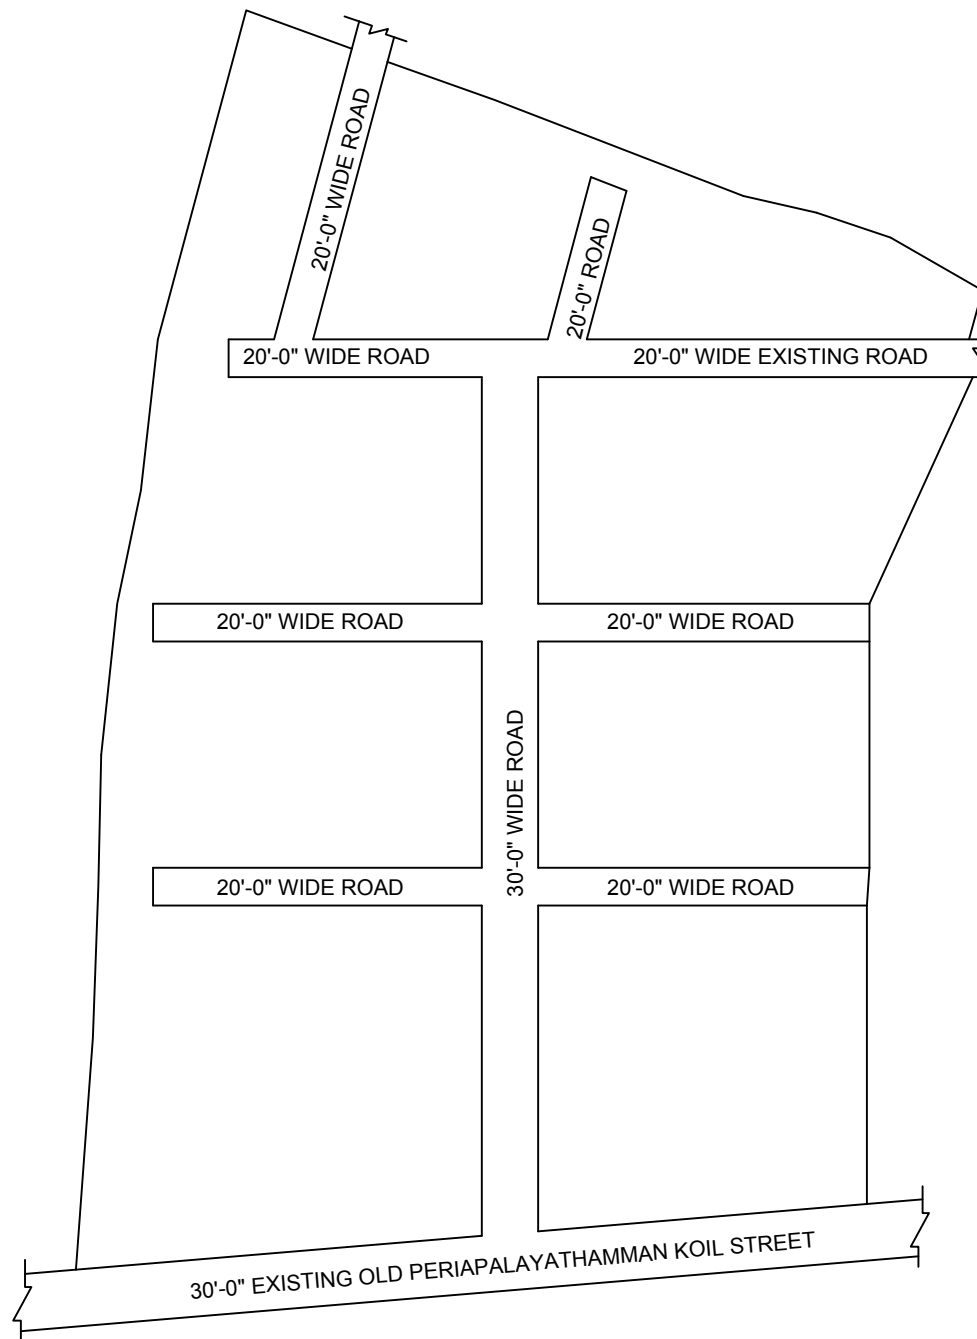 20'-0" WIDE ROAD
20'-0" ROAD
20'-0" WIDE ROAD
20'-0" WIDE EXISTING ROAD
20'-0" WIDE ROAD
20'-0" WIDE ROAD
30'-0" WIDE ROAD
20'-0" WIDE ROAD
20'-0" WIDE ROAD
30'-0" EXISTING OLD PERIAPALAYATHAMMAN KOIL STREET